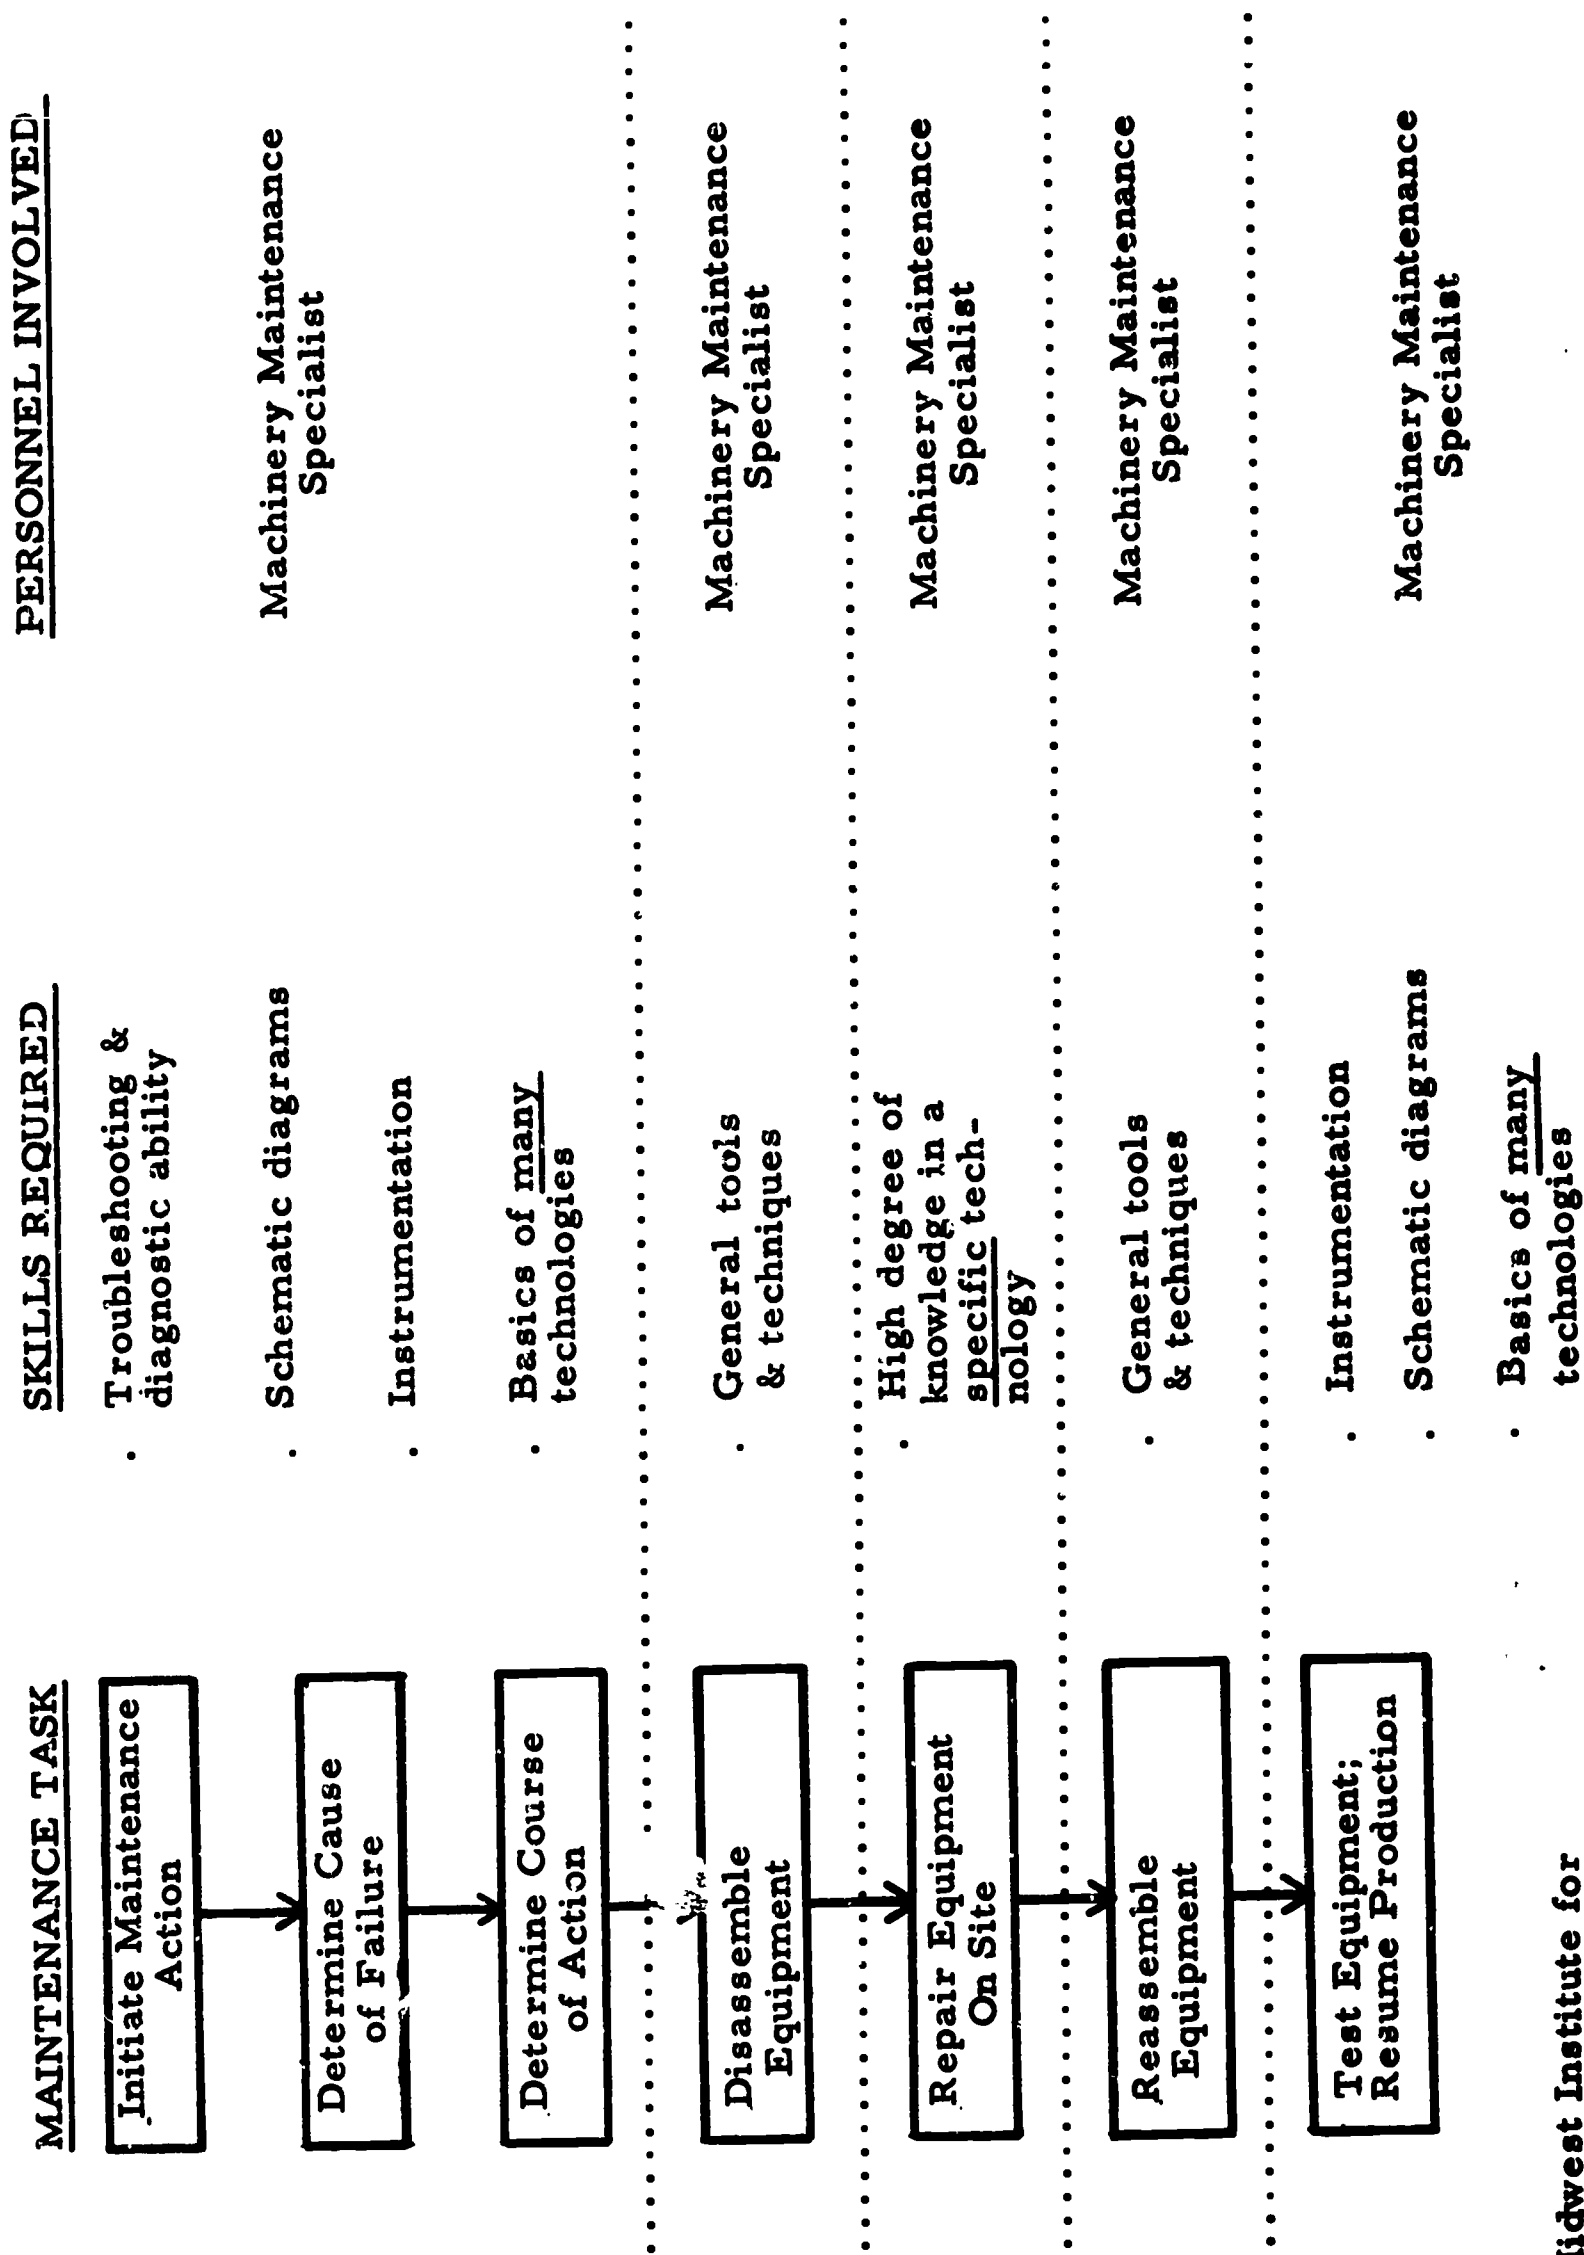 MAINTENANCE TASK
SKILLS REQUIRED
PERSONNEL INVOLVED
Initiate Maintenance
Action
Determine Cause
of Failure
Determine Course
of Action
· Troubleshooting &
diagnostic ability
· Schematic diagrams
· Instrumentation
· Basics of many
technologies
Machinery Maintenance
Specialist
Disassemble
Equipment
· General tools
& techniques
Machinery Maintenance
Specialist
Repair Equipment
On Site
· High degree of
knowledge in a
specific tech-
nology
Machinery Maintenance
Specialist
Reassemble
Equipment
· General tools
& techniques
Machinery Maintenance
Specialist
Test Equipment;
Resume Production
· Instrumentation
· Schematic diagrams
· Basics of many
technologies
Machinery Maintenance
Specialist
Institute for